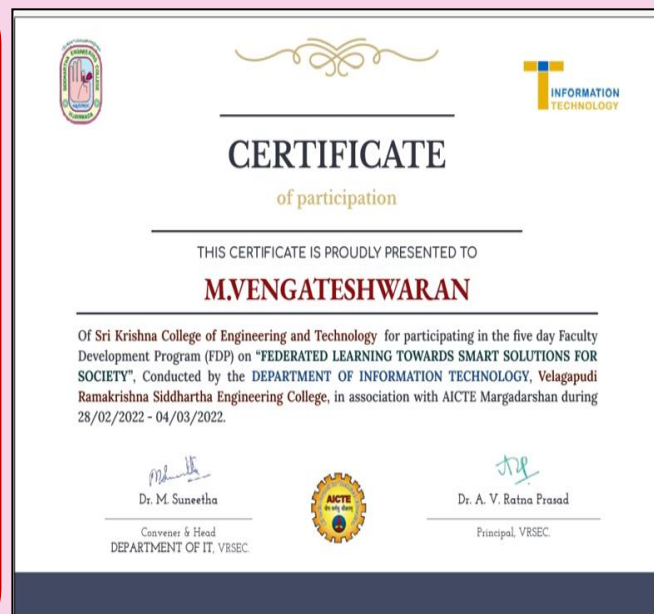 SIDDHARTHA ENGINEERING COLLEGE
VIJAYAWADA
INFORMATION
TECHNOLOGY
CERTIFICATE
of participation
THIS CERTIFICATE IS PROUDLY PRESENTED TO
M.VENGATESHWARAN
Of Sri Krishna College of Engineering and Technology for participating in the five day Faculty
Development Program (FDP) on "FEDERATED LEARNING TOWARDS SMART SOLUTIONS FOR
SOCIETY", Conducted by the DEPARTMENT OF INFORMATION TECHNOLOGY, Velagapudi
Ramakrishna Siddhartha Engineering College, in association with AICTE Margadarshan during
28/02/2022 - 04/03/2022.
Dr. M. Suneetha
Convener & Head
DEPARTMENT OF IT, VRSEC.
AICTE
Dr. A. V. Ratna Prasad
Principal, VRSEC.